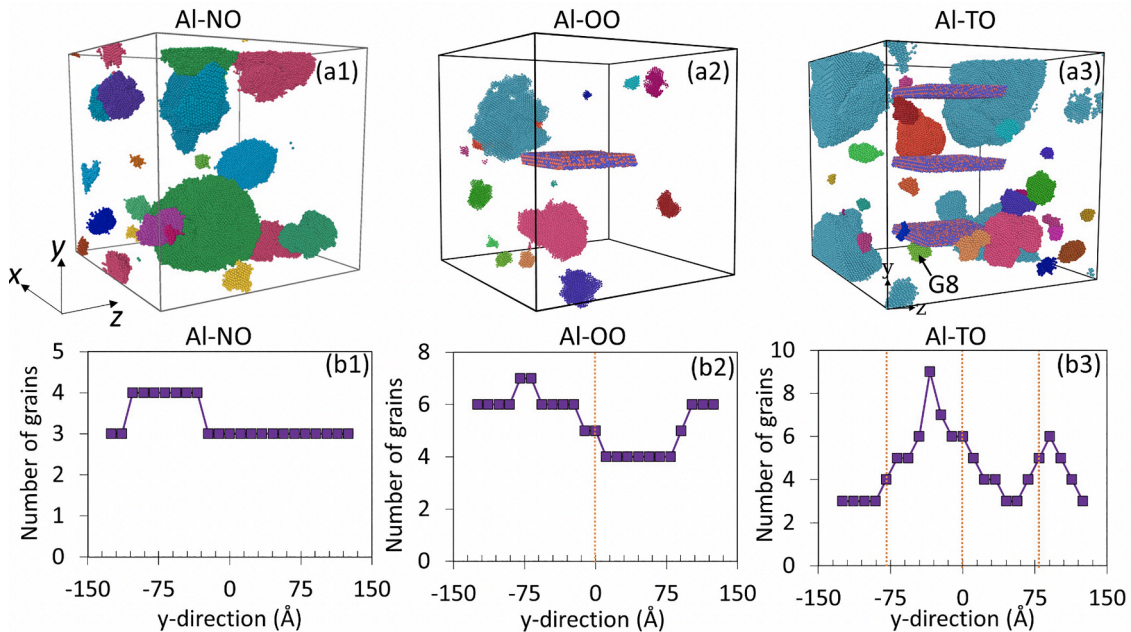 Al-NO
Al-OO
Al-TO
(a1)
(a2)
(a3)
y
x
z
G8
y
z
Al-NO
Al-OO
Al-TO
(b1)
(b2)
(b3)
Number of grains
5
4
3
2
1
0
-150
-75
0
75
150
y-direction (Å)
Number of grains
8
6
4
2
0
-150
-75
0
75
150
y-direction (Å)
Number of grains
10
8
6
4
2
0
-150
-75
0
75
150
y-direction (Å)